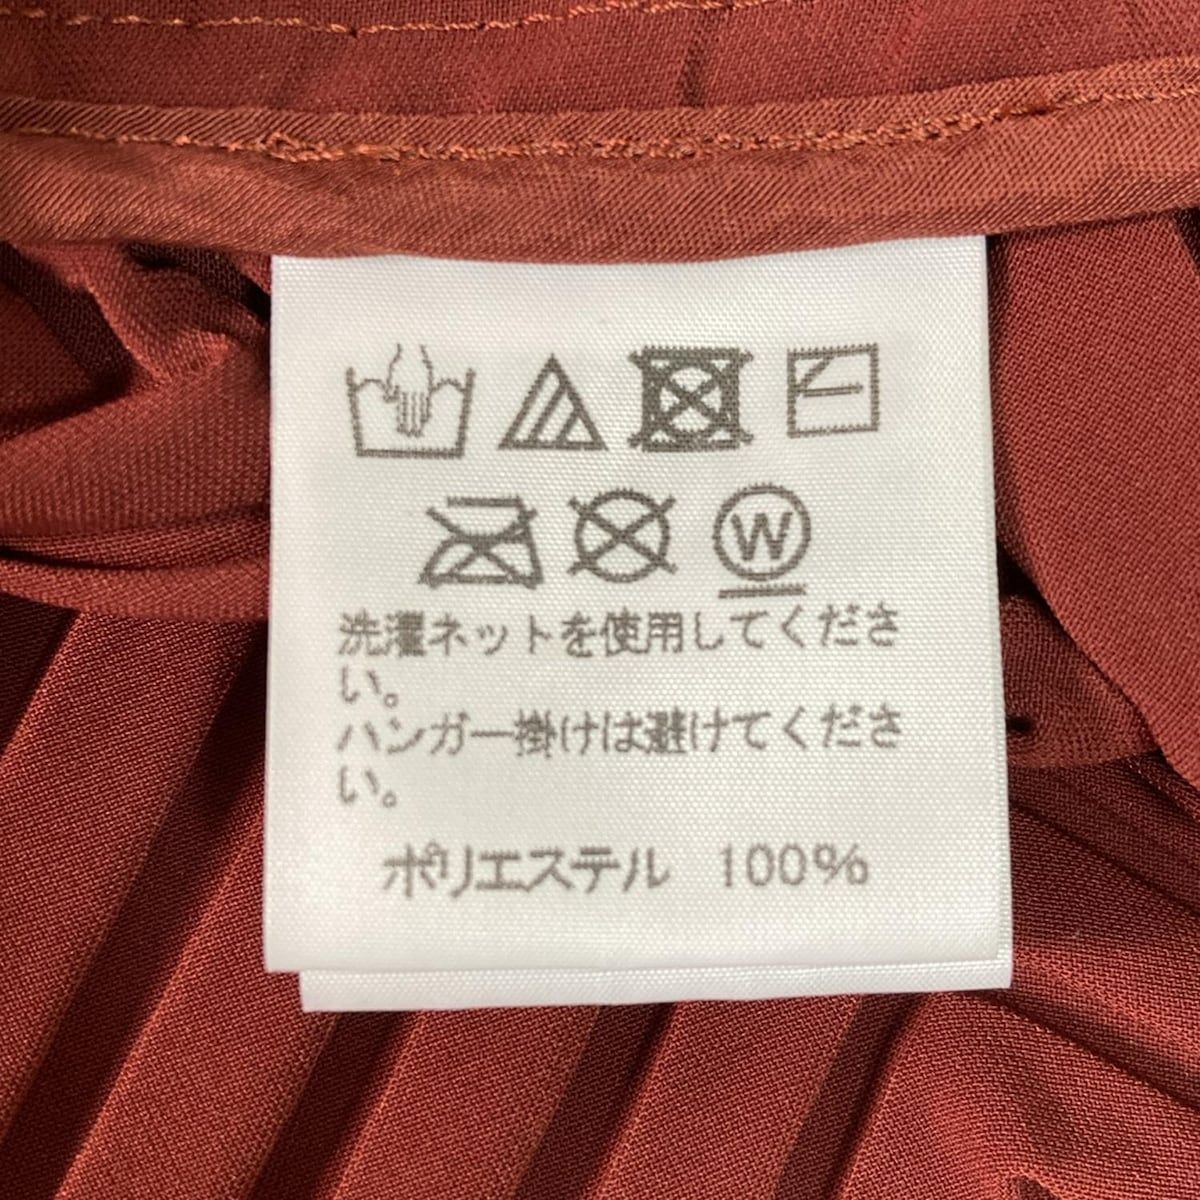 W
洗濯ネットを使用してくださ
い。
ハンガー掛けは避けてくださ
い。
ポリエステル 100%